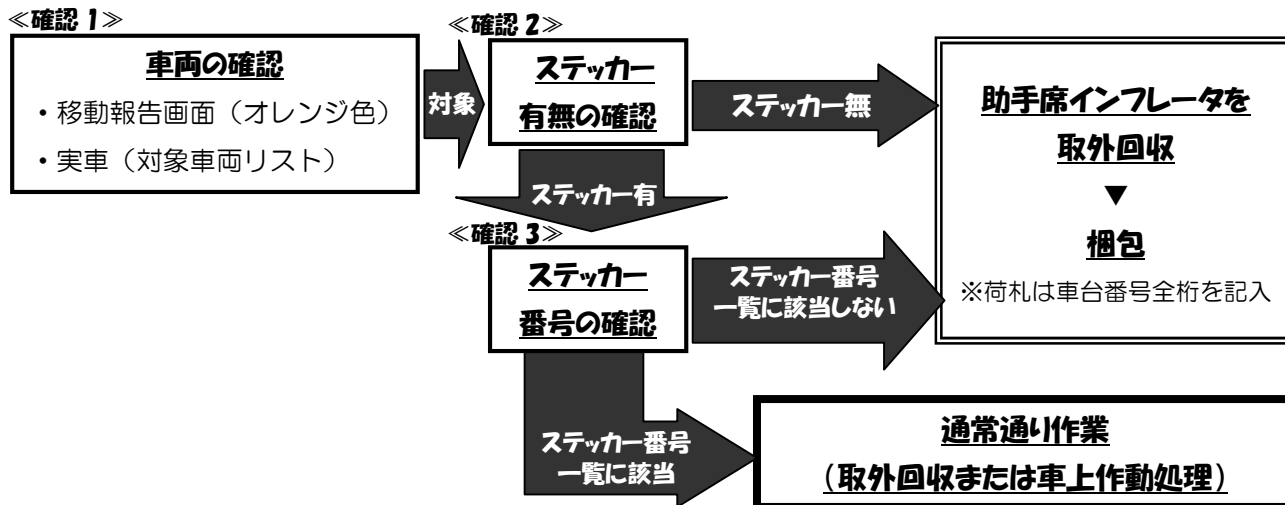 ≪確認 1≫
車両の確認
・移動報告画面（オレンジ色）
・実車（対象車両リスト）
対象
≪確認 2≫
ステッカー
有無の確認
ステッカー無
ステッカー有
≪確認 3≫
ステッカー
番号の確認
ステッカー番号
一覧に該当しない
助手席インフレータを
取外回収
▼
梱包
※荷札は車台番号全桁を記入
ステッカー番号
一覧に該当
通常通り作業
（取外回収または車上作動処理）